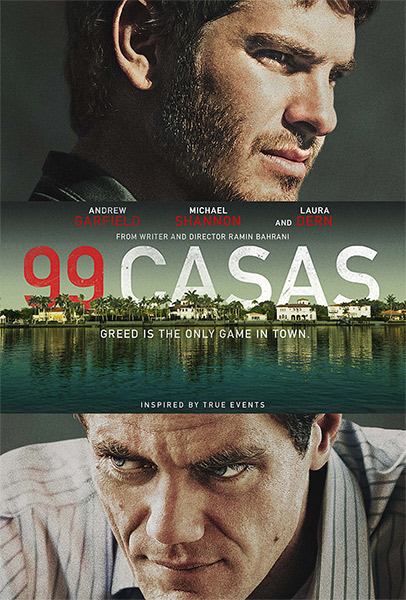 ANDREW MICHAEL LAURA
GARFIELD SHANNON AND DERN
FROM WRITER AND DIRECTOR RAMIN BAHRANI
99 CASAS
GREED IS THE ONLY GAME IN TOWN
INSPIRED BY TRUE EVENTS